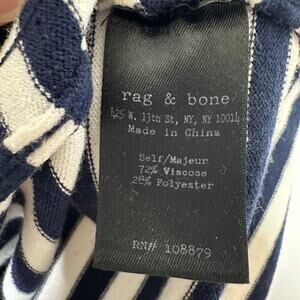 rag & bone
425 W. 13th St, NY, NY 10014
Made in China
Self/Majeur
72% Viscose
28% Polyester
RN# 108879